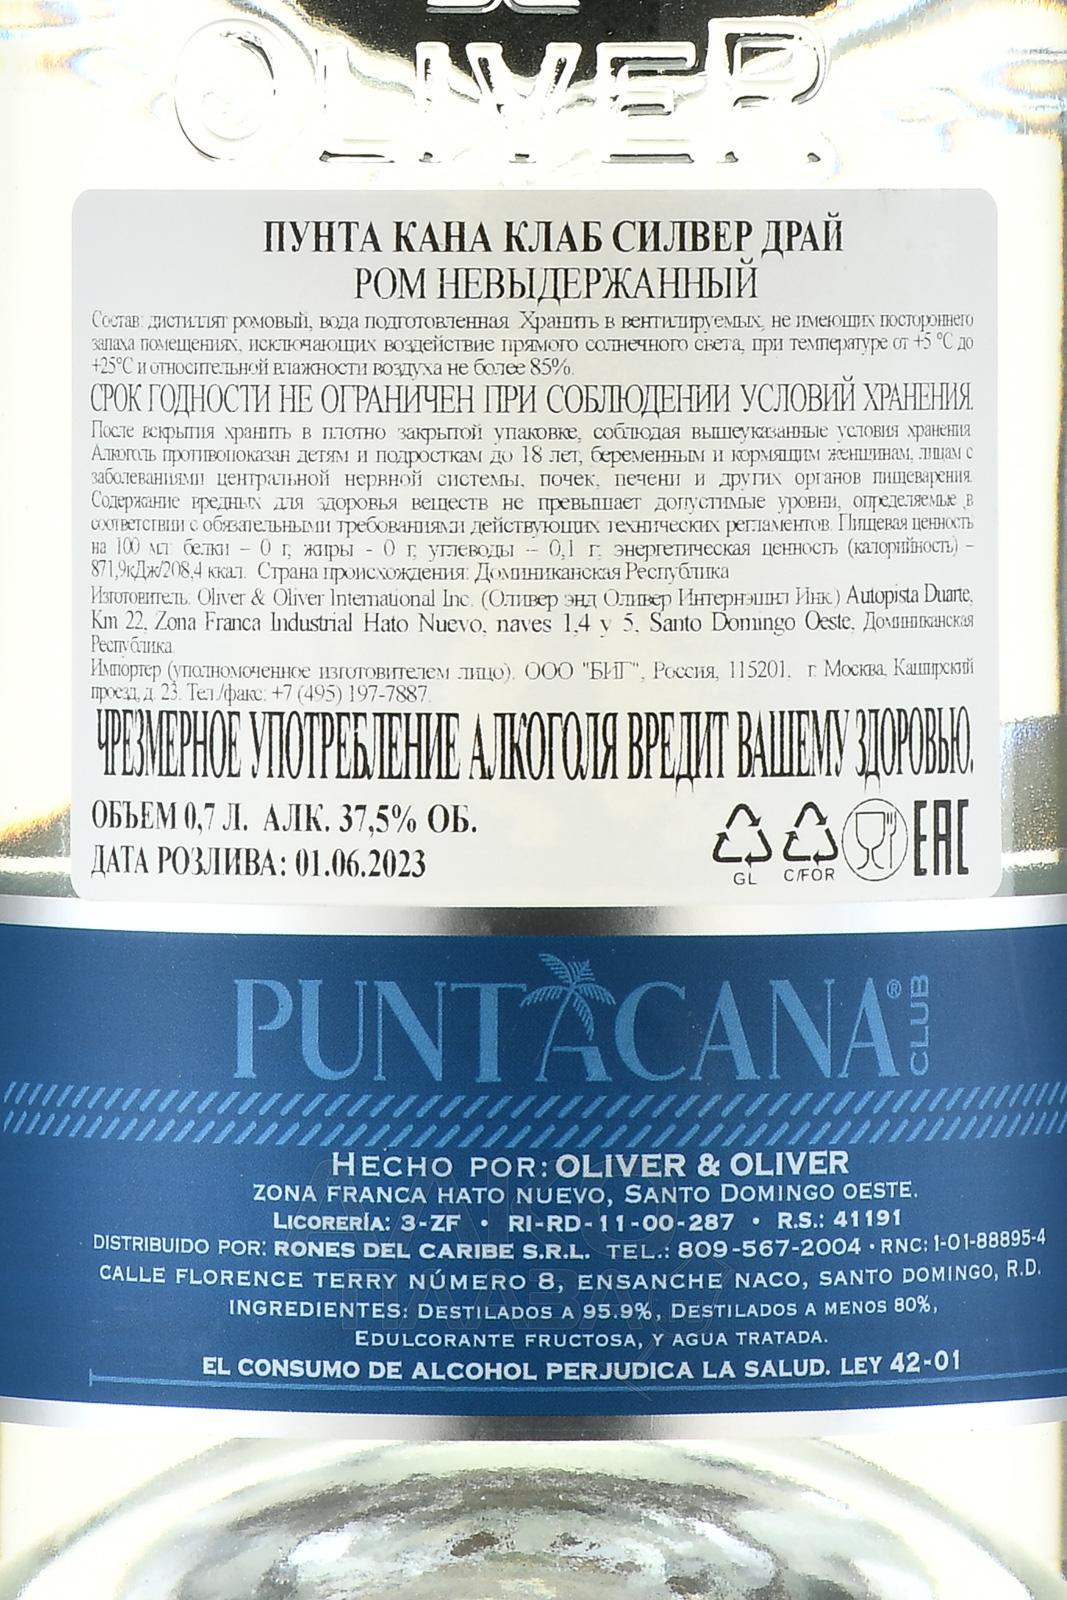 OLIVER
ПУНТА КАНА КЛАБ СИЛВЕР ДРАЙ
РОМ НЕВЫДЕРЖАННЫЙ
Состав: дистиллят ромовый, вода подготовленная. Хранить в вентилируемых, не имеющих постороннего
запаха помещениях, исключающих воздействие прямого солнечного света, при температуре от +5 °С до
+25°С и относительной влажности воздуха не более 85%.
СРОК ГОДНОСТИ НЕ ОГРАНИЧЕН ПРИ СОБЛЮДЕНИИ УСЛОВИЙ ХРАНЕНИЯ.
После вскрытия хранить в плотно закрытой упаковке, соблюдая вышеуказанные условия хранения
Алкоголь противопоказан детям и подросткам до 18 лет, беременным и кормящим женщинам, лицам с
заболеваниями центральной нервной системы, почек, печени и других органов пищеварения.
Содержание вредных для здоровья веществ не превышает допустимые уровни, определяемые в
соответствии с обязательными требованиями действующих технических регламентов. Пищевая ценность
на 100 мл: белки – 0 г, жиры - 0 г, углеводы – 0,1 г; энергетическая ценность (калорийность) –
871,9кДж/208,4 ккал. Страна происхождения: Доминиканская Республика
Изготовитель: Oliver & Oliver International Inc. (Оливер энд Оливер Интернэшнл Инк.) Autopista Duarte,
Km 22, Zona Franca Industrial Hato Nuevo, naves 1,4 y 5, Santo Domingo Oeste, Доминиканская
Республика.
Импортер (уполномоченное изготовителем лицо): ООО "БИГ", Россия, 115201, г. Москва, Каширский
проезд, д. 23. Тел./факс: +7 (495) 197-7887.
ЧРЕЗМЕРНОЕ УПОТРЕБЛЕНИЕ АЛКОГОЛЯ ВРЕДИТ ВАШЕМУ ЗДОРОВЬЮ.
ОБЪЕМ 0,7 Л. АЛК. 37,5% ОБ.
ДАТА РОЗЛИВА: 01.06.2023
GL C/FOR EAC
PUNTACANA® CLUB
HECHO POR: OLIVER & OLIVER
ZONA FRANCA HATO NUEVO, SANTO DOMINGO OESTE.
LICORERÍA: 3-ZF • RI-RD-11-00-287 • R.S.: 41191
DISTRIBUIDO POR: RONES DEL CARIBE S.R.L. TEL.: 809-567-2004 • RNC: 1-01-88895-4
CALLE FLORENCE TERRY NÚMERO 8, ENSANCHE NACO, SANTO DOMINGO, R.D.
INGREDIENTES: DESTILADOS A 95.9%, DESTILADOS A MENOS 80%,
EDULCORANTE FRUCTOSA, Y AGUA TRATADA.
EL CONSUMO DE ALCOHOL PERJUDICA LA SALUD. LEY 42-01